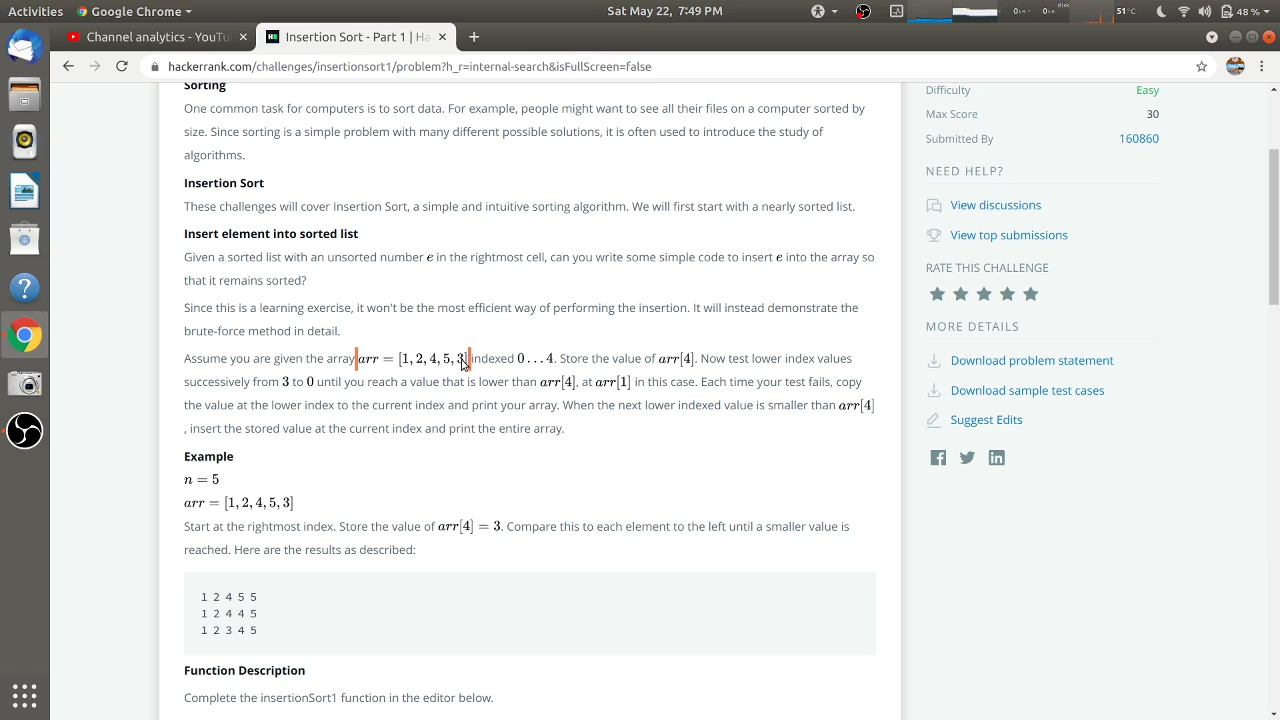 Activities Google Chrome Sat May 22, 7:49 PM 51°C 48 %
Channel analytics - YouTu Insertion Sort - Part 1 | Ha
hackerrank.com/challenges/insertionsort1/problem?h_r=internal-search&isFullScreen=false
Sorting
One common task for computers is to sort data. For example, people might want to see all their files on a computer sorted by
size. Since sorting is a simple problem with many different possible solutions, it is often used to introduce the study of
algorithms.
Insertion Sort
These challenges will cover Insertion Sort, a simple and intuitive sorting algorithm. We will first start with a nearly sorted list.
Insert element into sorted list
Given a sorted list with an unsorted number e in the rightmost cell, can you write some simple code to insert e into the array so
that it remains sorted?
Since this is a learning exercise, it won't be the most efficient way of performing the insertion. It will instead demonstrate the
brute-force method in detail.
Assume you are given the array arr = [1, 2, 4, 5, 3] indexed 0 . . . 4. Store the value of arr[4]. Now test lower index values
successively from 3 to 0 until you reach a value that is lower than arr[4], at arr[1] in this case. Each time your test fails, copy
the value at the lower index to the current index and print your array. When the next lower indexed value is smaller than arr[4]
, insert the stored value at the current index and print the entire array.
Example
n = 5
arr = [1, 2, 4, 5, 3]
Start at the rightmost index. Store the value of arr[4] = 3. Compare this to each element to the left until a smaller value is
reached. Here are the results as described:
1 2 4 5 5
1 2 4 4 5
1 2 3 4 5
Function Description
Complete the insertionSort1 function in the editor below.
Difficulty Easy
Max Score 30
Submitted By 160860
NEED HELP?
View discussions
View top submissions
RATE THIS CHALLENGE
MORE DETAILS
Download problem statement
Download sample test cases
Suggest Edits